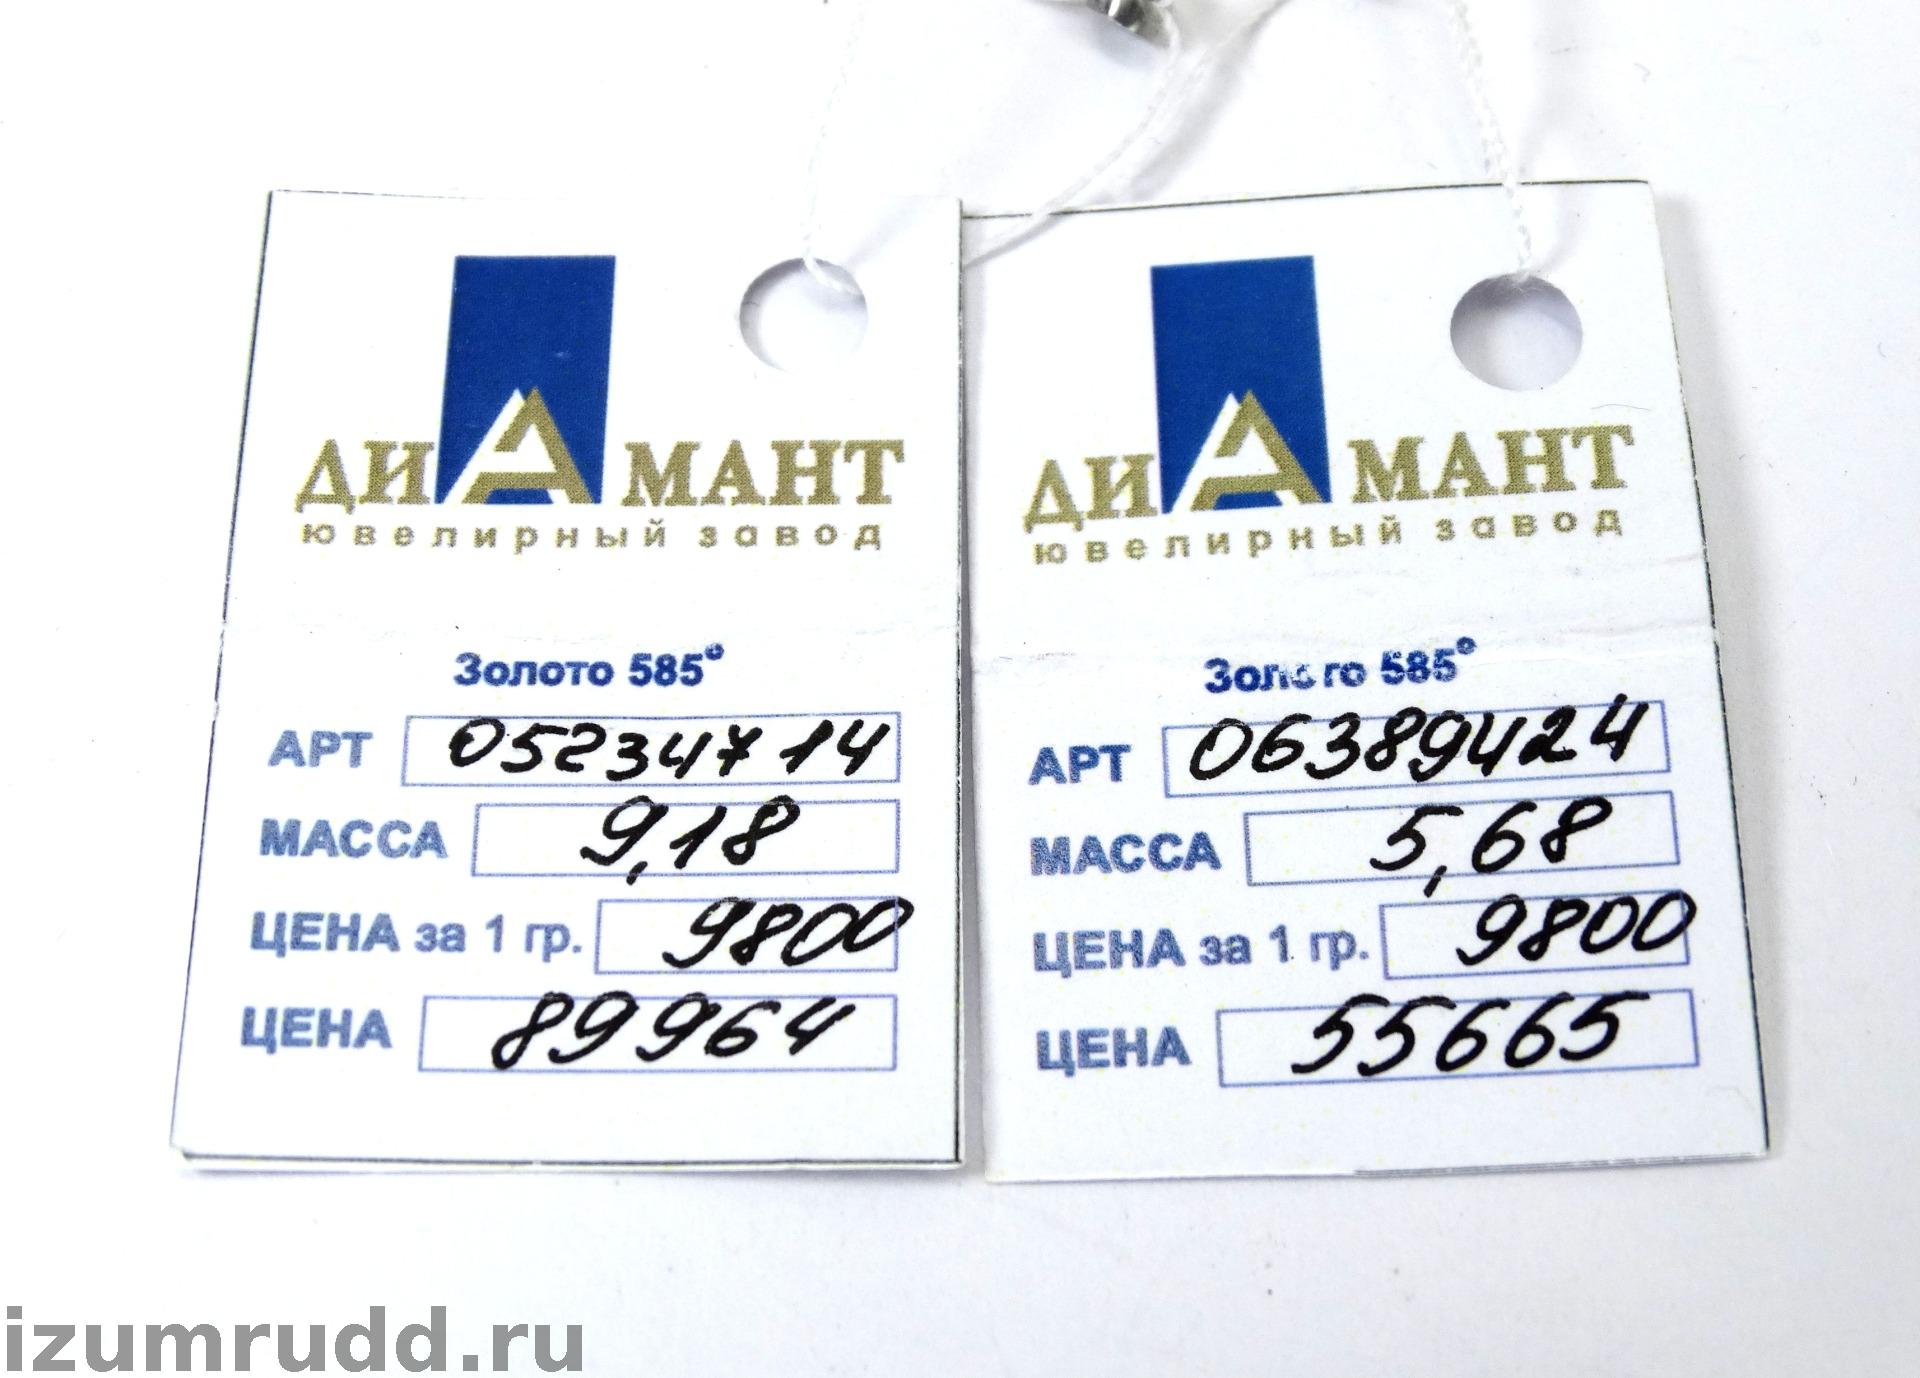 ДИАМАНТ
ювелирный завод
Золото 585°
АРТ 05234714
МАССА 9,18
ЦЕНА за 1 гр. 9800
ЦЕНА 89964
ДИАМАНТ
ювелирный завод
Золото 585°
АРТ 06389424
МАССА 5,68
ЦЕНА за 1 гр. 9800
ЦЕНА 55665
izumrudd.ru